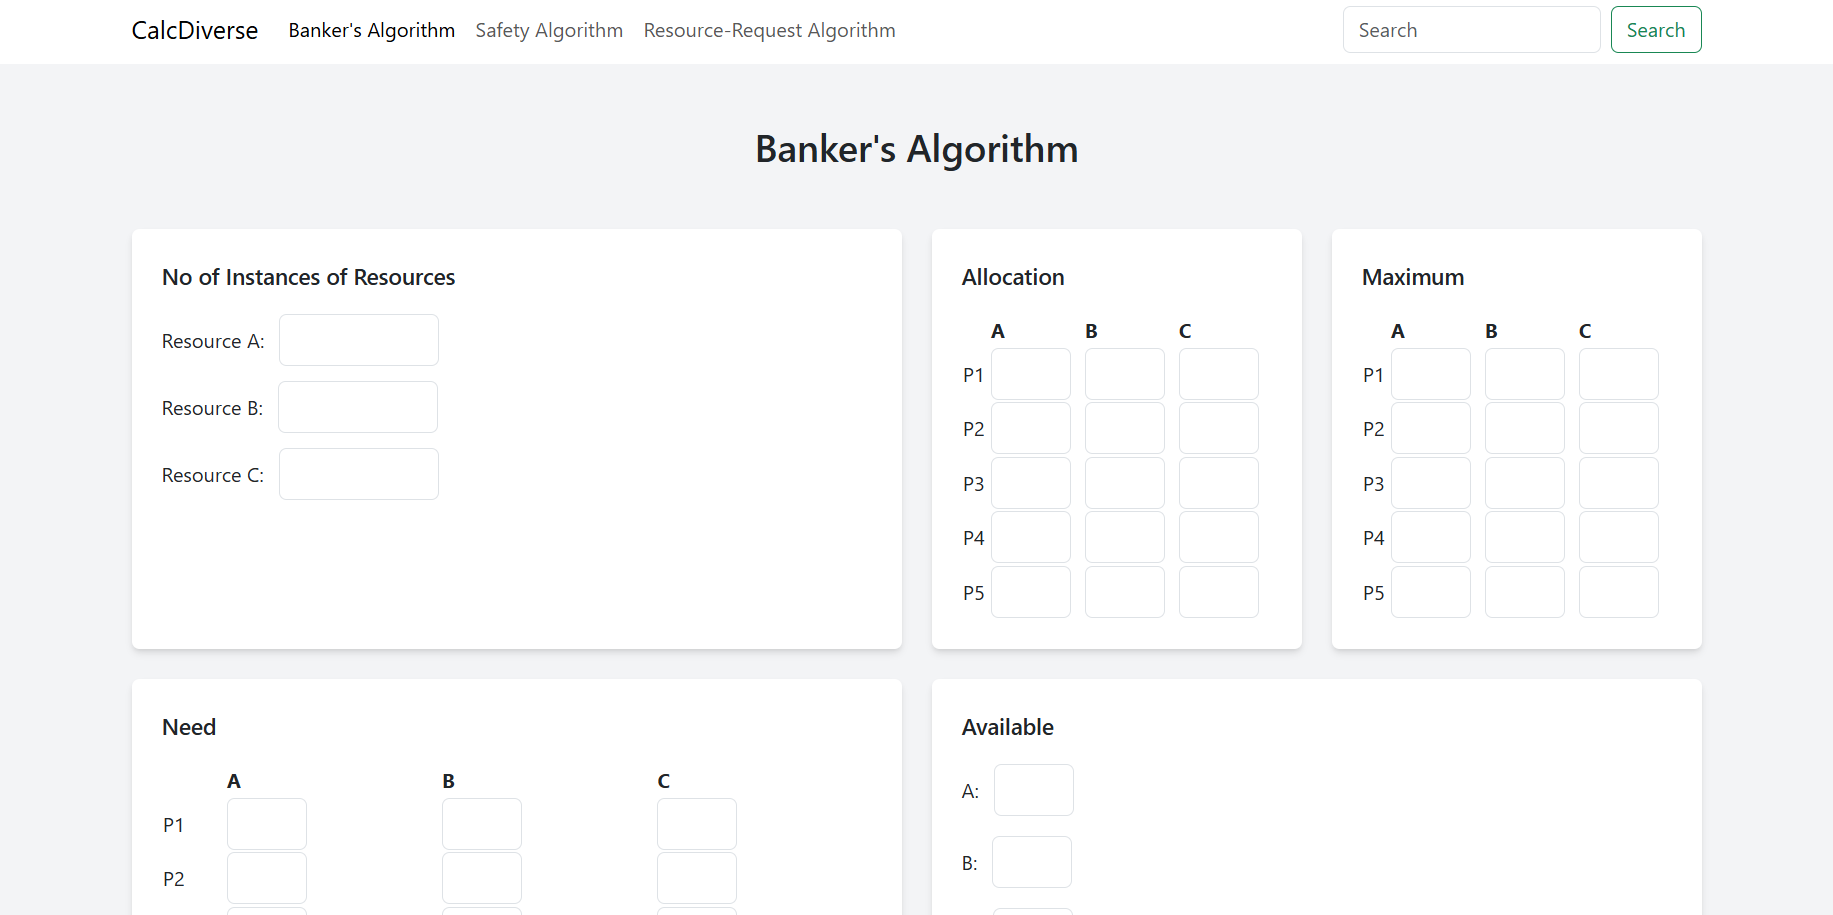 CalcDiverse Banker's Algorithm Safety Algorithm Resource-Request Algorithm Search Search
Banker's Algorithm
No of Instances of Resources
Resource A:
Resource B:
Resource C:
Allocation
A B C
P1
P2
P3
P4
P5
Maximum
A B C
P1
P2
P3
P4
P5
Need
A B C
P1
P2
Available
A:
B: